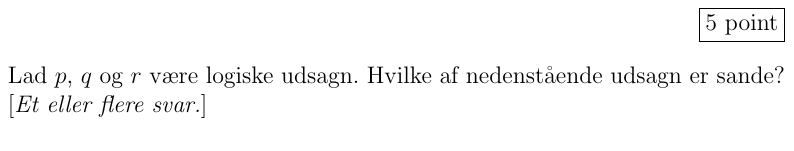 5 point
Lad p, q og r være logiske udsagn. Hvilke af nedenstående udsagn er sande?
[Et eller flere svar.]